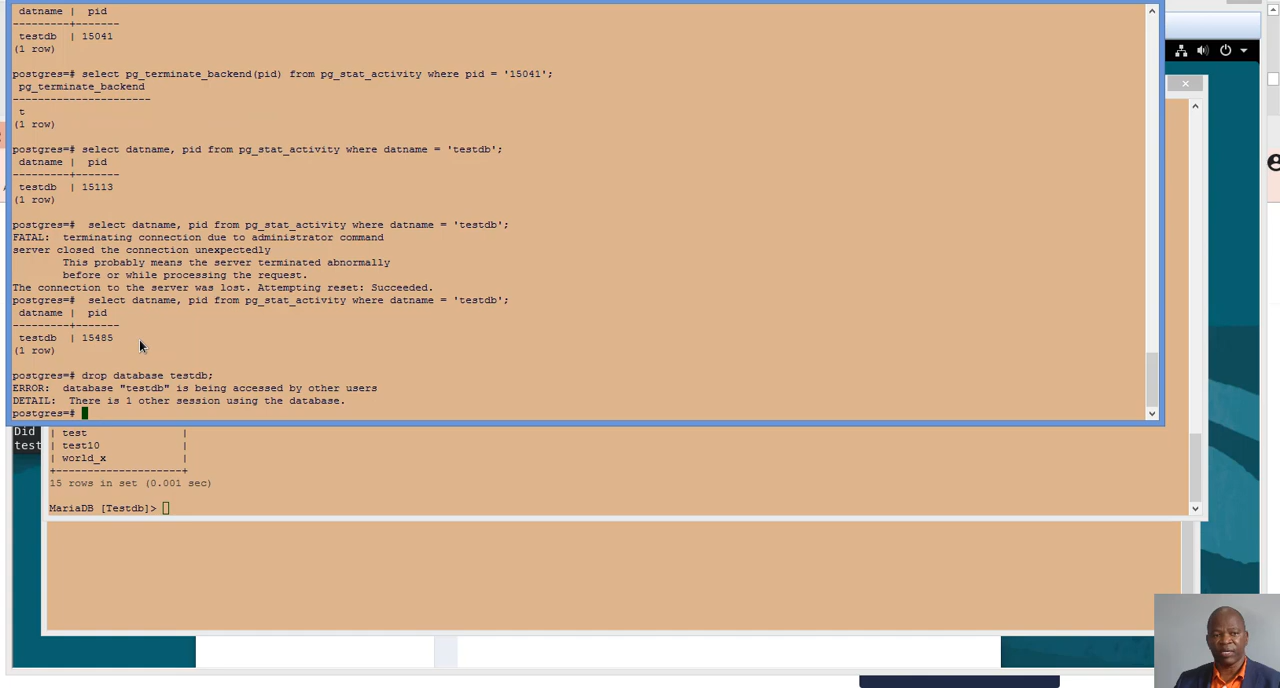 datname | pid
---------+-------
testdb | 15041
(1 row)
postgres=# select pg_terminate_backend(pid) from pg_stat_activity where pid = '15041';
pg_terminate_backend
----------------------
t
(1 row)
postgres=# select datname, pid from pg_stat_activity where datname = 'testdb';
datname | pid
---------+-------
testdb | 15113
(1 row)
postgres=#  select datname, pid from pg_stat_activity where datname = 'testdb';
FATAL:  terminating connection due to administrator command
server closed the connection unexpectedly
This probably means the server terminated abnormally
before or while processing the request.
The connection to the server was lost. Attempting reset: Succeeded.
postgres=#  select datname, pid from pg_stat_activity where datname = 'testdb';
datname | pid
---------+-------
testdb | 15485
(1 row)
postgres=# drop database testdb;
ERROR:  database "testdb" is being accessed by other users
DETAIL:  There is 1 other session using the database.
postgres=#
Did
test
| test |
| test10 |
| world_x |
+--------------------+
15 rows in set (0.001 sec)
MariaDB [Testdb]>